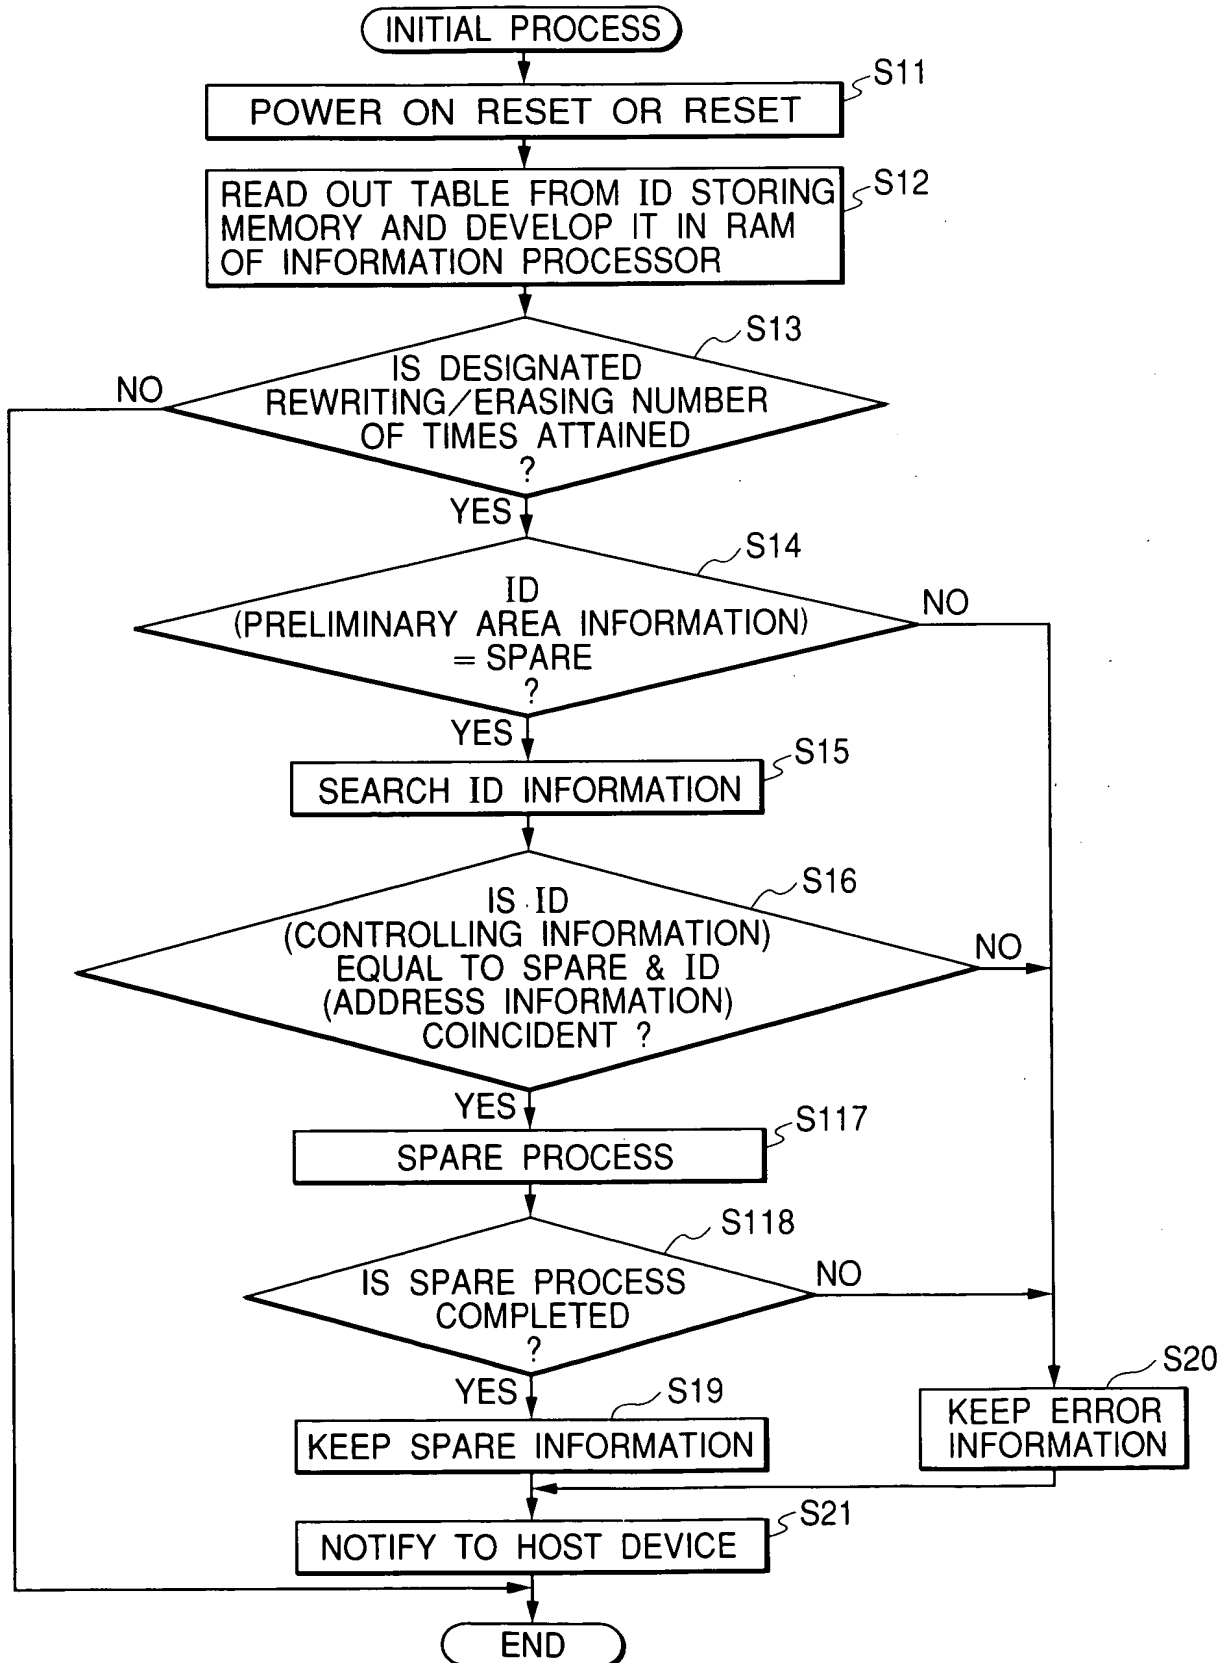 INITIAL PROCESS
S11
POWER ON RESET OR RESET
S12
READ OUT TABLE FROM ID STORING
MEMORY AND DEVELOP IT IN RAM
OF INFORMATION PROCESSOR
S13
NO
IS DESIGNATED
REWRITING/ERASING NUMBER
OF TIMES ATTAINED
?
YES
S14
ID
(PRELIMINARY AREA INFORMATION)
= SPARE
?
NO
YES
S15
SEARCH ID INFORMATION
S16
IS ID
(CONTROLLING INFORMATION)
EQUAL TO SPARE & ID
(ADDRESS INFORMATION)
COINCIDENT ?
NO
YES
S117
SPARE PROCESS
S118
IS SPARE PROCESS
COMPLETED
?
NO
YES
S19
KEEP SPARE INFORMATION
S20
KEEP ERROR
INFORMATION
S21
NOTIFY TO HOST DEVICE
END